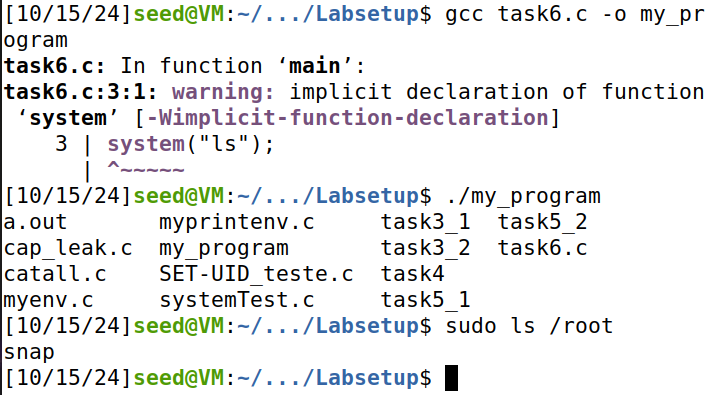 [10/15/24]seed@VM:~/.../Labsetup$ gcc task6.c -o my_pr
ogram
task6.c: In function ‘main’:
task6.c:3:1: warning: implicit declaration of function
 ‘system’ [-Wimplicit-function-declaration]
    3 | system("ls");
      | ^~~~~~
[10/15/24]seed@VM:~/.../Labsetup$ ./my_program
a.out       myprintenv.c     task3_1  task5_2
cap_leak.c  my_program       task3_2  task6.c
catall.c    SET-UID_teste.c  task4
myenv.c     systemTest.c     task5_1
[10/15/24]seed@VM:~/.../Labsetup$ sudo ls /root
snap
[10/15/24]seed@VM:~/.../Labsetup$